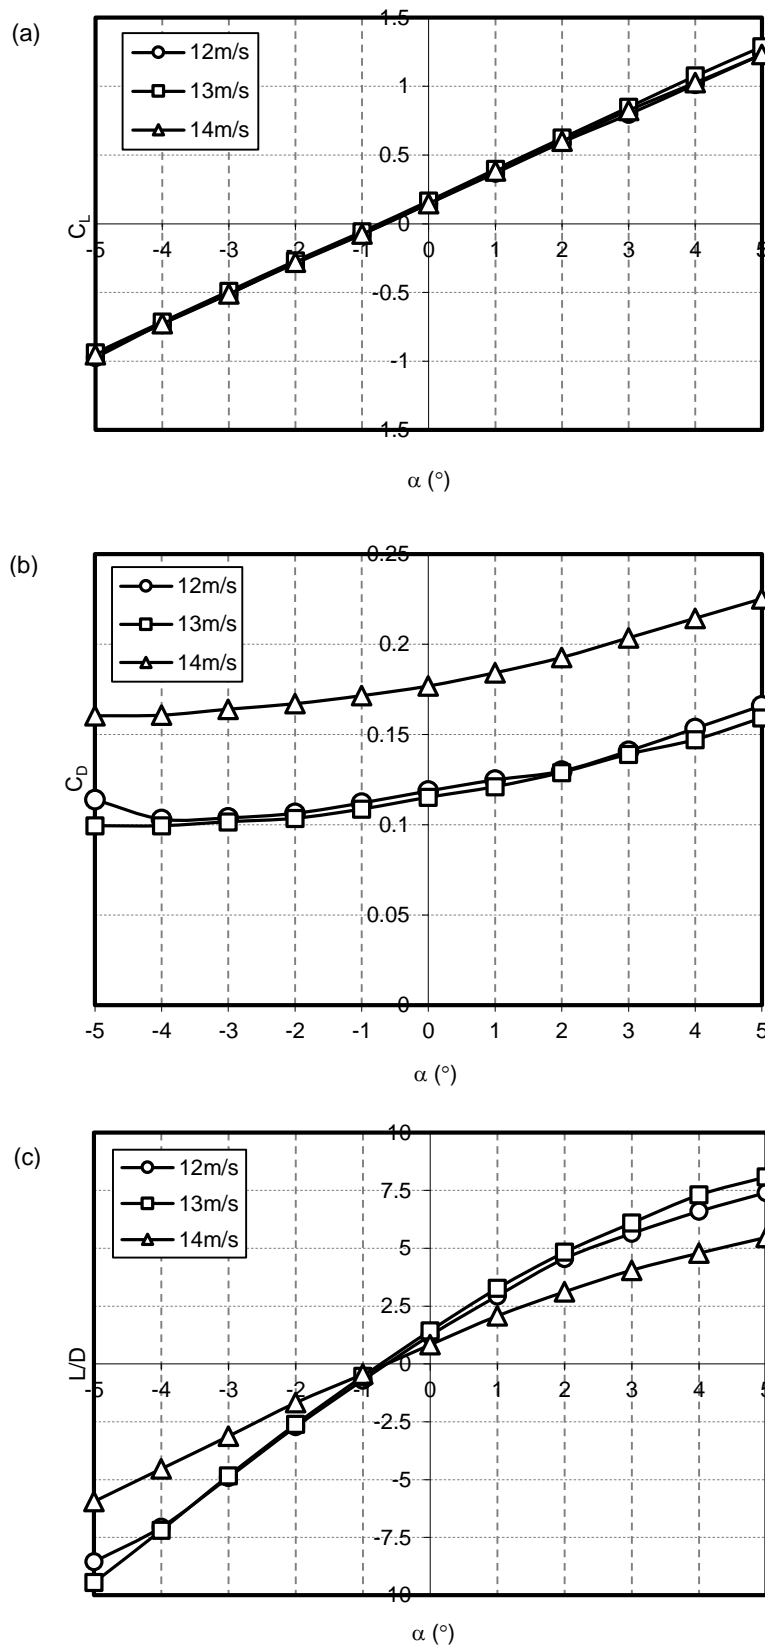 (a)
1.5
12m/s
13m/s
14m/s
1
0.5
0
C_L
-5 -4 -3 -2 -1 0 1 2 3 4 5
-0.5
-1
1.5
α (°)
(b)
0.25
12m/s
13m/s
14m/s
0.2
0.15
C_D
0.1
0.05
0
-5 -4 -3 -2 -1 0 1 2 3 4 5
α (°)
(c)
10
12m/s
13m/s
14m/s
7.5
5
2.5
0
L/D
-5 -4 -3 -2 -1 0 1 2 3 4 5
-2.5
-5
-7.5
10
α (°)